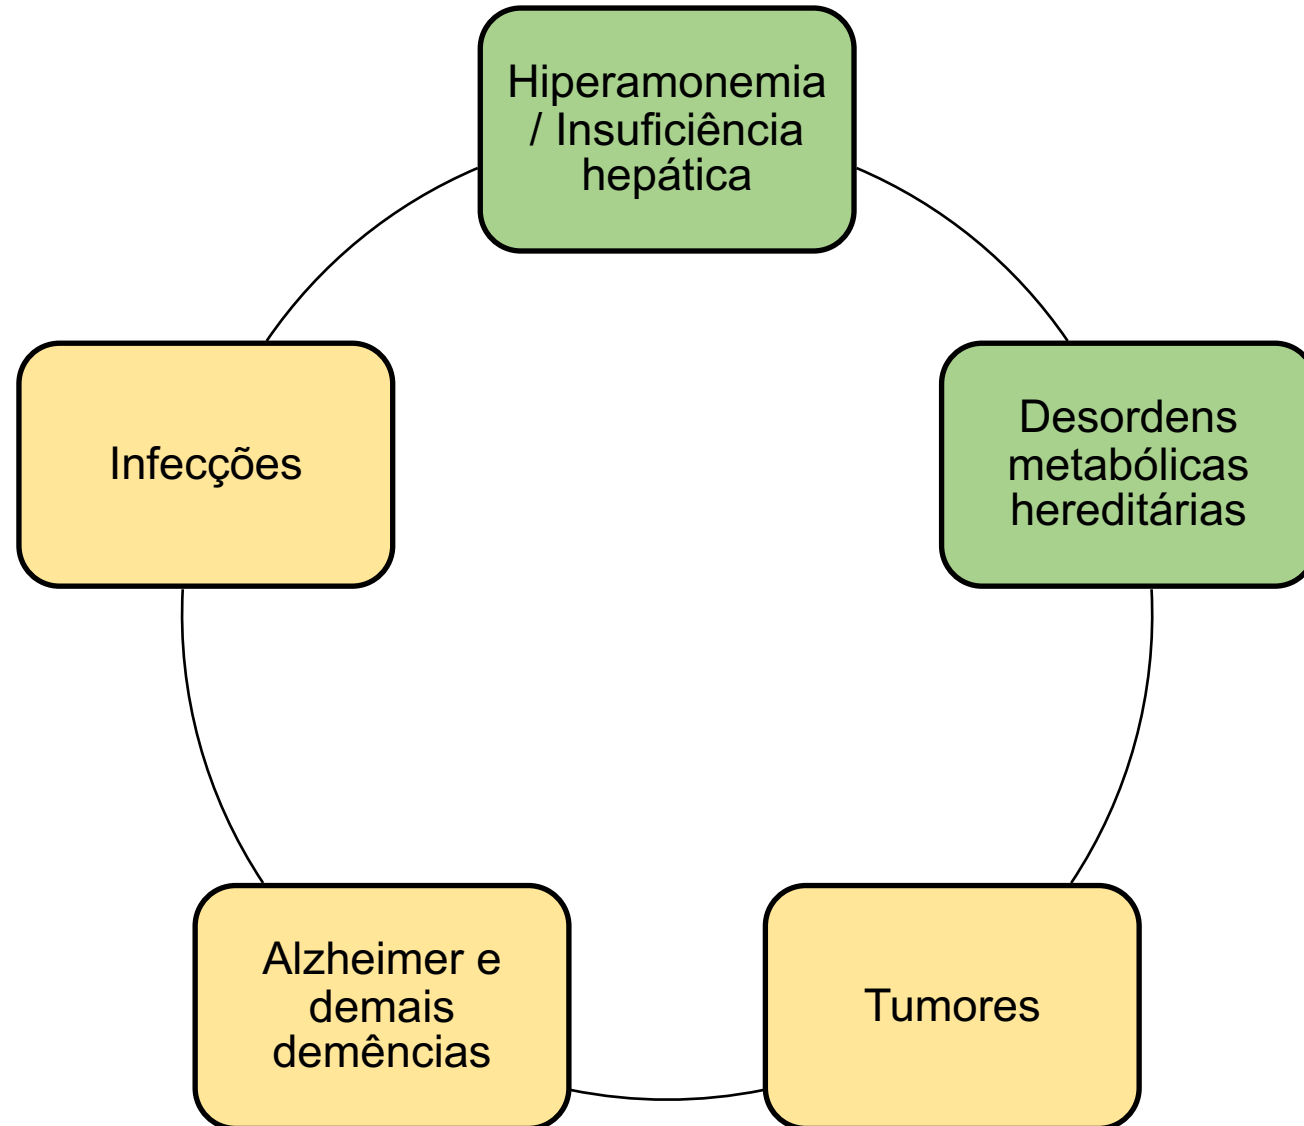 Hiperamonemia
/ Insuficiência
hepática
Desordens
metabólicas
hereditárias
Infecções
Alzheimer e
demais
demências
Tumores